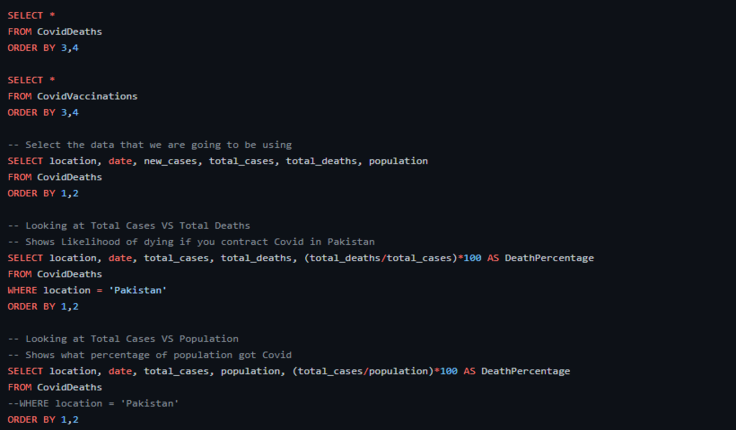 SELECT *
FROM CovidDeaths
ORDER BY 3,4
SELECT *
FROM CovidVaccinations
ORDER BY 3,4
-- Select the data that we are going to be using
SELECT location, date, new_cases, total_cases, total_deaths, population
FROM CovidDeaths
ORDER BY 1,2
-- Looking at Total Cases VS Total Deaths
-- Shows Likelihood of dying if you contract Covid in Pakistan
SELECT location, date, total_cases, total_deaths, (total_deaths/total_cases)*100 AS DeathPercentage
FROM CovidDeaths
WHERE location = 'Pakistan'
ORDER BY 1,2
-- Looking at Total Cases VS Population
-- Shows what percentage of population got Covid
SELECT location, date, total_cases, population, (total_cases/population)*100 AS DeathPercentage
FROM CovidDeaths
--WHERE location = 'Pakistan'
ORDER BY 1,2